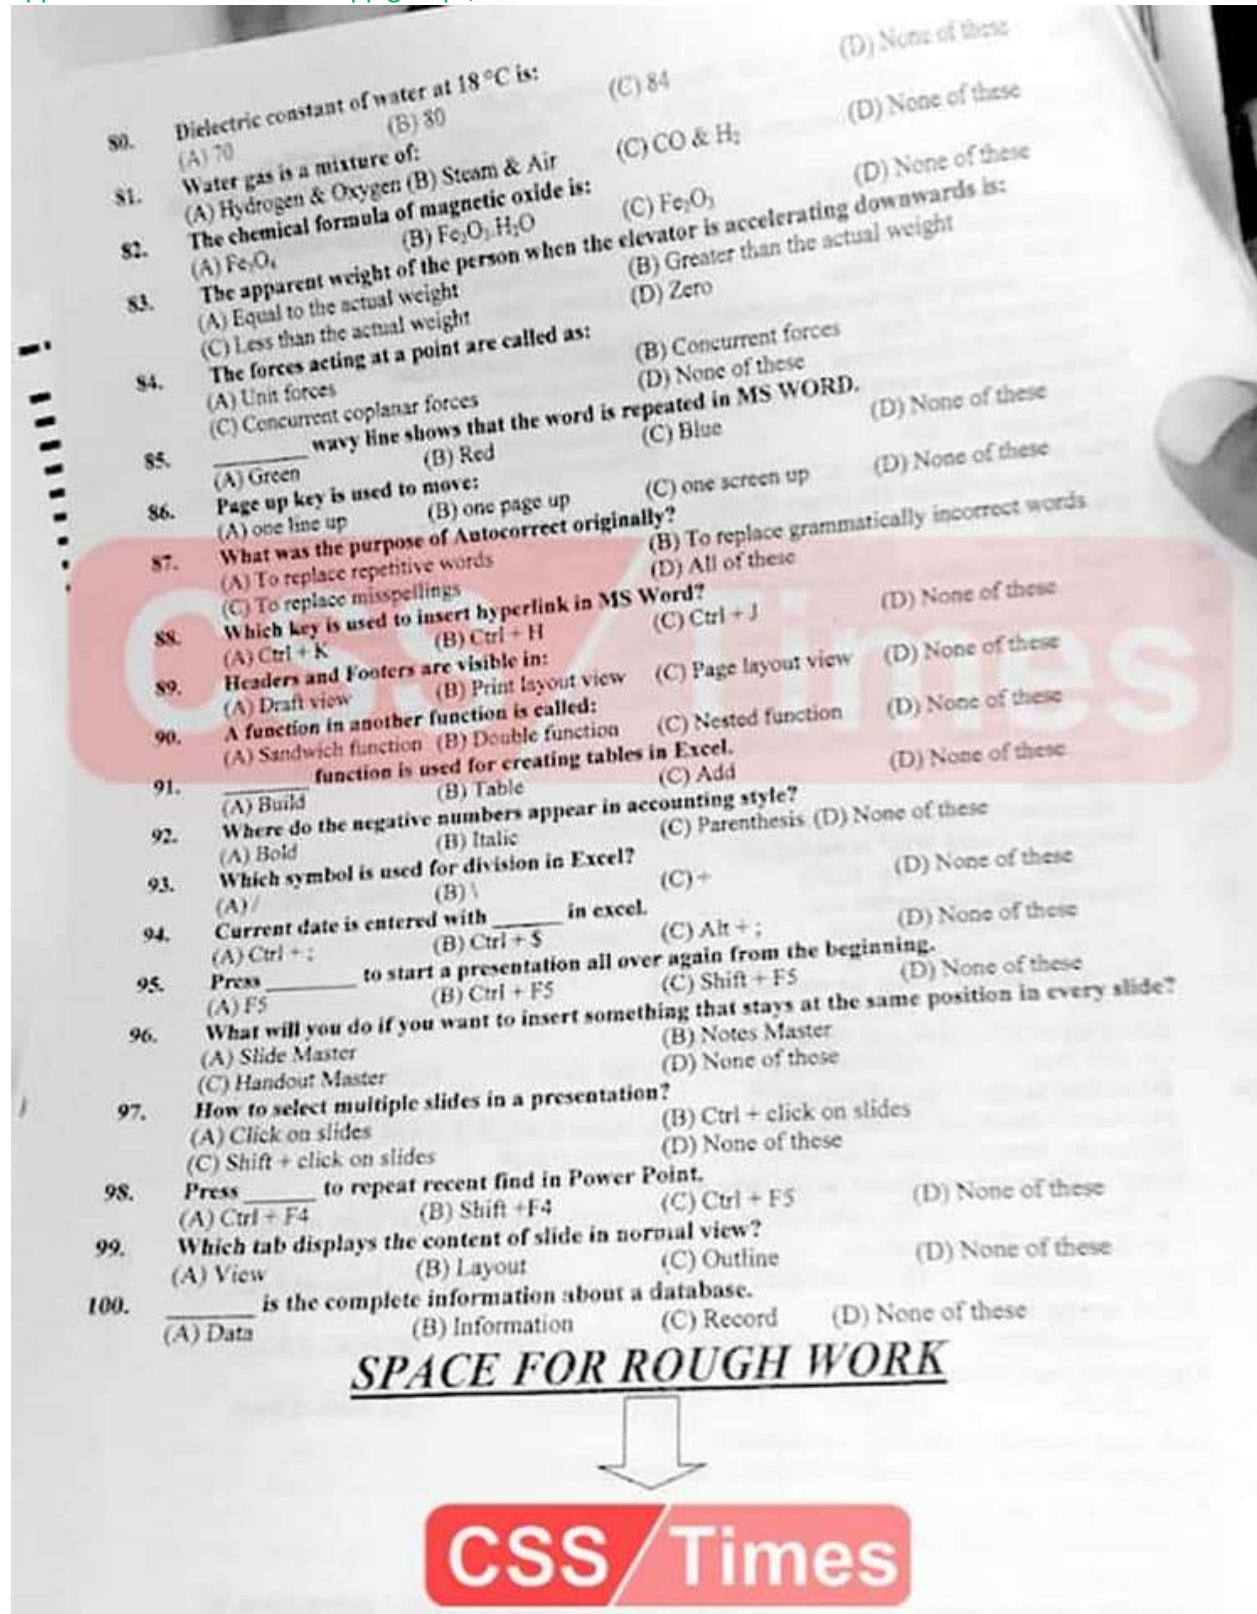 80. Dielectric constant of water at 18 °C is:
(A) 70 (B) 80 (C) 84 (D) None of these
81. Water gas is a mixture of:
(A) Hydrogen & Oxygen (B) Steam & Air (C) CO & H₂ (D) None of these
82. The chemical formula of magnetic oxide is:
(A) Fe₃O₄ (B) Fe₂O₃.H₂O (C) Fe₂O₃ (D) None of these
83. The apparent weight of the person when the elevator is accelerating downwards is:
(A) Equal to the actual weight (B) Greater than the actual weight
(C) Less than the actual weight (D) Zero
84. The forces acting at a point are called as:
(A) Unit forces (B) Concurrent forces
(C) Concurrent coplanar forces (D) None of these
85. ______ wavy line shows that the word is repeated in MS WORD.
(A) Green (B) Red (C) Blue (D) None of these
86. Page up key is used to move:
(A) one line up (B) one page up (C) one screen up (D) None of these
87. What was the purpose of Autocorrect originally?
(A) To replace repetitive words (B) To replace grammatically incorrect words
(C) To replace misspellings (D) All of these
88. Which key is used to insert hyperlink in MS Word?
(A) Ctrl + K (B) Ctrl + H (C) Ctrl + J (D) None of these
89. Headers and Footers are visible in:
(A) Draft view (B) Print layout view (C) Page layout view (D) None of these
90. A function in another function is called:
(A) Sandwich function (B) Double function (C) Nested function (D) None of these
91. ______ function is used for creating tables in Excel.
(A) Build (B) Table (C) Add (D) None of these
92. Where do the negative numbers appear in accounting style?
(A) Bold (B) Italic (C) Parenthesis (D) None of these
93. Which symbol is used for division in Excel?
(A) / (B) \ (C) ÷ (D) None of these
94. Current date is entered with _____ in excel.
(A) Ctrl + ; (B) Ctrl + $ (C) Alt + ; (D) None of these
95. Press ______ to start a presentation all over again from the beginning.
(A) F5 (B) Ctrl + F5 (C) Shift + F5 (D) None of these
96. What will you do if you want to insert something that stays at the same position in every slide?
(A) Slide Master (B) Notes Master
(C) Handout Master (D) None of these
97. How to select multiple slides in a presentation?
(A) Click on slides (B) Ctrl + click on slides
(C) Shift + click on slides (D) None of these
98. Press _____ to repeat recent find in Power Point.
(A) Ctrl + F4 (B) Shift +F4 (C) Ctrl + F5 (D) None of these
99. Which tab displays the content of slide in normal view?
(A) View (B) Layout (C) Outline (D) None of these
100. ______ is the complete information about a database.
(A) Data (B) Information (C) Record (D) None of these
SPACE FOR ROUGH WORK
CSS Times
CSS Times